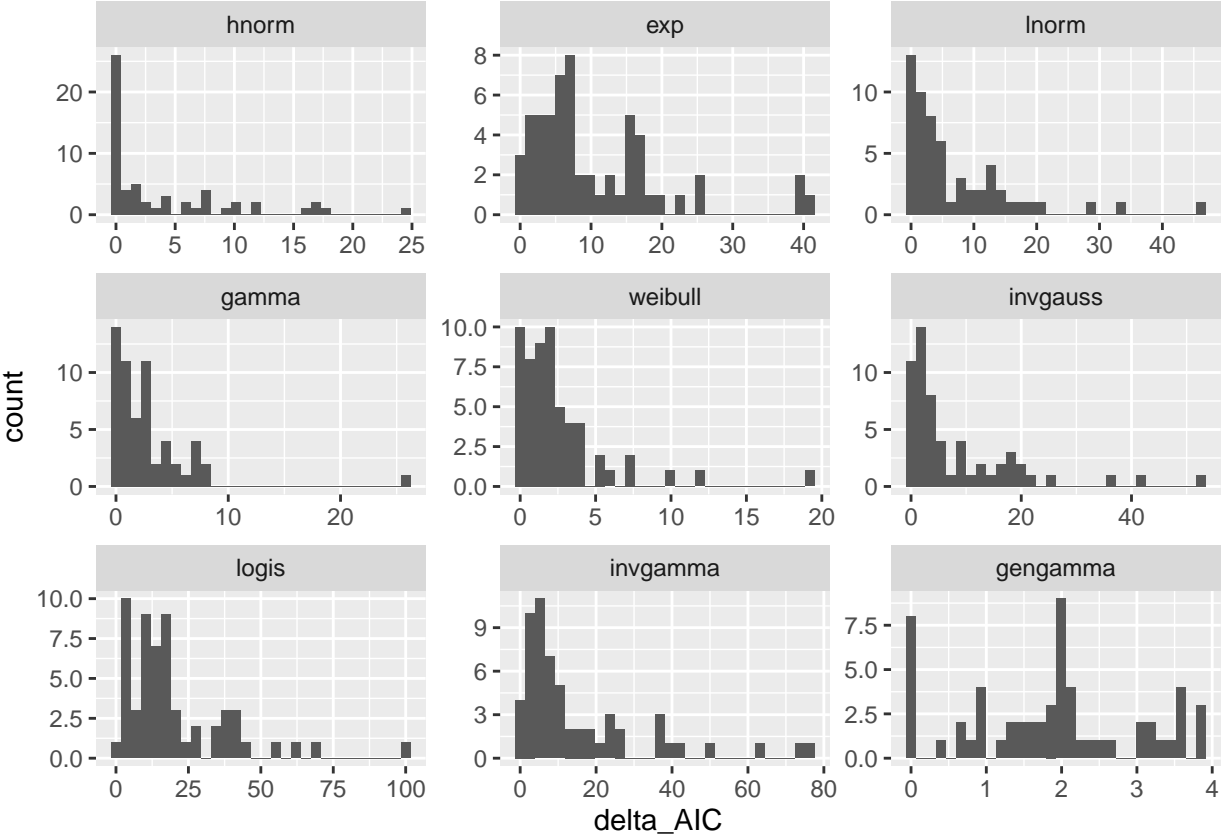 hnorm exp lnorm
20
10
0
0 5 10 15 20 25
8
6
4
2
0
0 10 20 30 40
10
5
0
0 10 20 30 40
gamma weibull invgauss
10
5
0
0 10 20
10.0
7.5
5.0
2.5
0.0
0 5 10 15 20
10
5
0
0 20 40
logis invgamma gengamma
10.0
7.5
5.0
2.5
0.0
0 25 50 75 100
9
6
3
0
0 20 40 60 80
7.5
5.0
2.5
0.0
0 1 2 3 4
count
delta_AIC